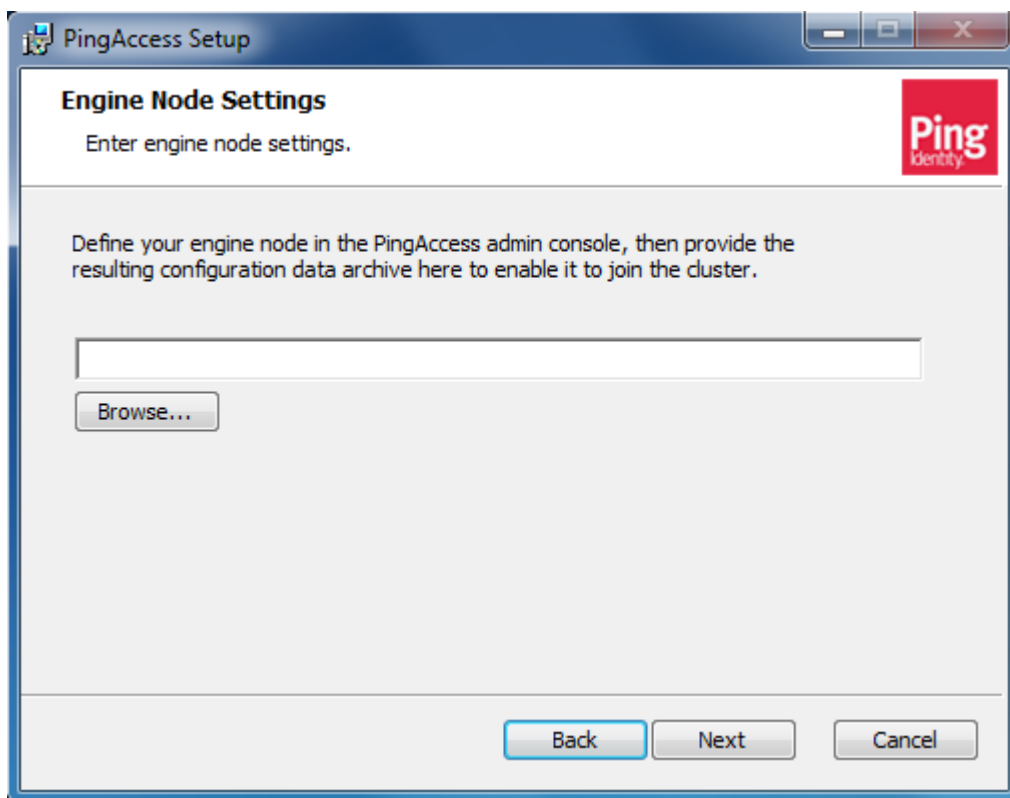 PingAccess Setup
Engine Node Settings
Enter engine node settings.
Ping
Identity.
Define your engine node in the PingAccess admin console, then provide the
resulting configuration data archive here to enable it to join the cluster.
Browse...
Back Next Cancel